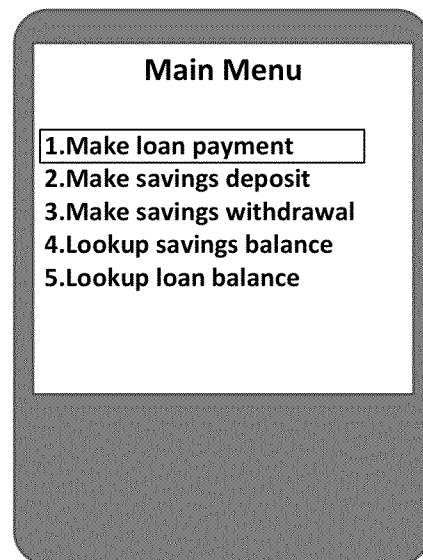 Main Menu
1.Make loan payment
2.Make savings deposit
3.Make savings withdrawal
4.Lookup savings balance
5.Lookup loan balance